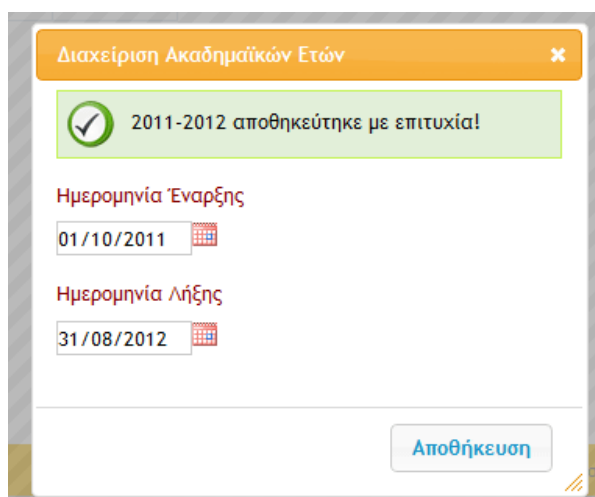 Διαχείριση Ακαδημαϊκών Ετών
2011-2012 αποθηκεύτηκε με επιτυχία!
Ημερομηνία Έναρξης
01/10/2011
Ημερομηνία Λήξης
31/08/2012
Αποθήκευση